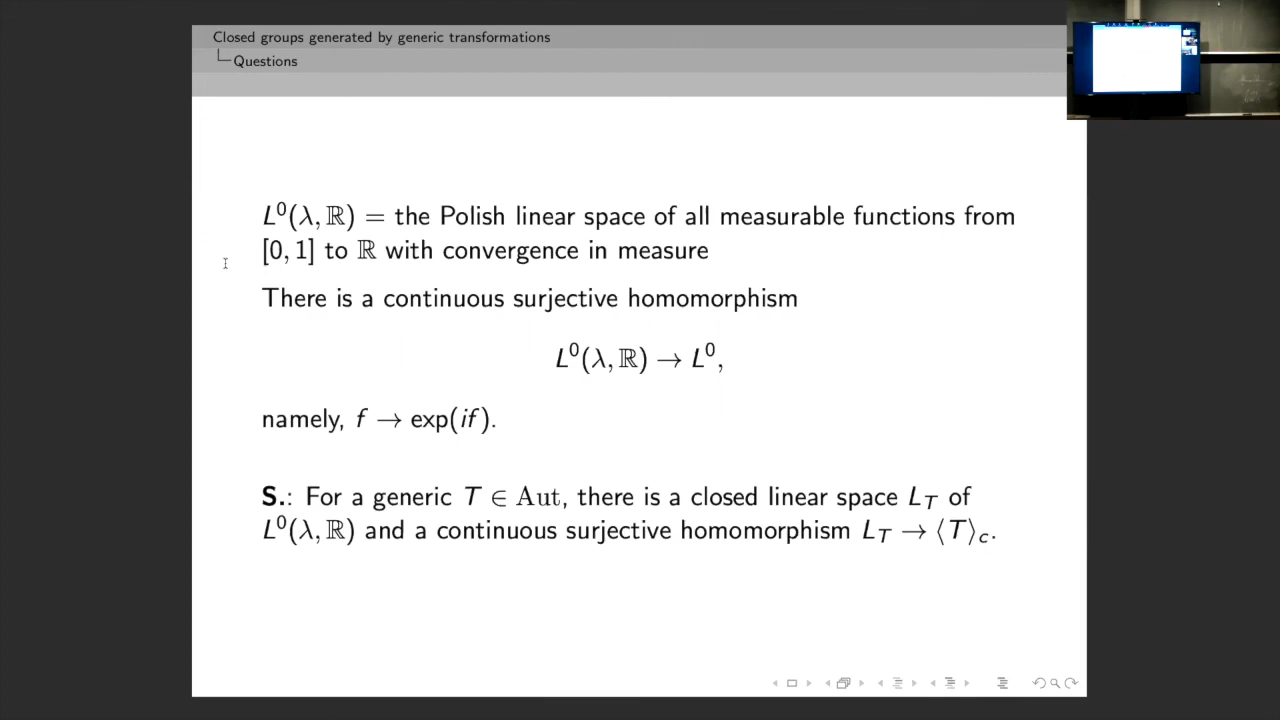 Closed groups generated by generic transformations
Questions
L⁰(λ, ℝ) = the Polish linear space of all measurable functions from
[0, 1] to ℝ with convergence in measure
There is a continuous surjective homomorphism
L⁰(λ, ℝ) → L⁰,
namely, f → exp(if).
S.: For a generic T ∈ Aut, there is a closed linear space L_T of
L⁰(λ, ℝ) and a continuous surjective homomorphism L_T → ⟨T⟩_c.